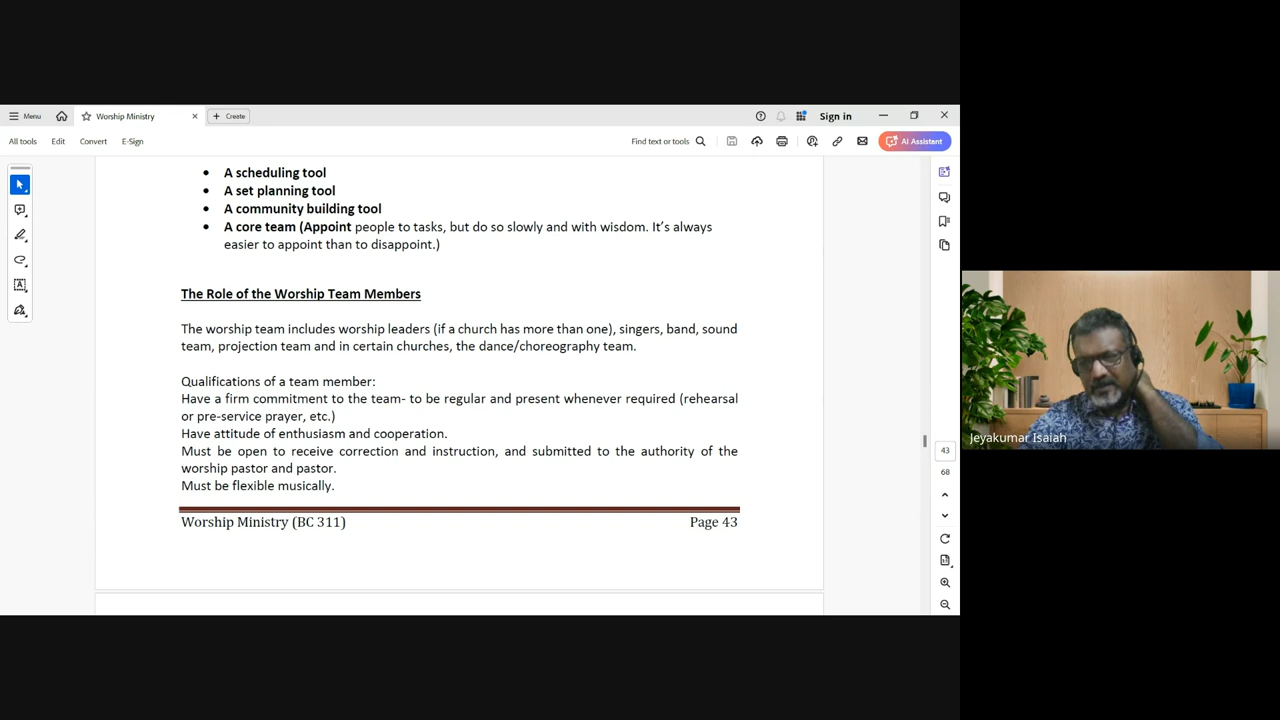 Menu
Worship Ministry
Create
Sign in
All tools
Edit
Convert
E-Sign
Find text or tools
AI Assistant
• A scheduling tool
• A set planning tool
• A community building tool
• A core team (Appoint people to tasks, but do so slowly and with wisdom. It’s always
easier to appoint than to disappoint.)
The Role of the Worship Team Members
The worship team includes worship leaders (if a church has more than one), singers, band, sound
team, projection team and in certain churches, the dance/choreography team.
Qualifications of a team member:
Have a firm commitment to the team- to be regular and present whenever required (rehearsal
or pre-service prayer, etc.)
Have attitude of enthusiasm and cooperation.
Must be open to receive correction and instruction, and submitted to the authority of the
worship pastor and pastor.
Must be flexible musically.
Worship Ministry (BC 311)
Page 43
43
68
Jeyakumar Isaiah